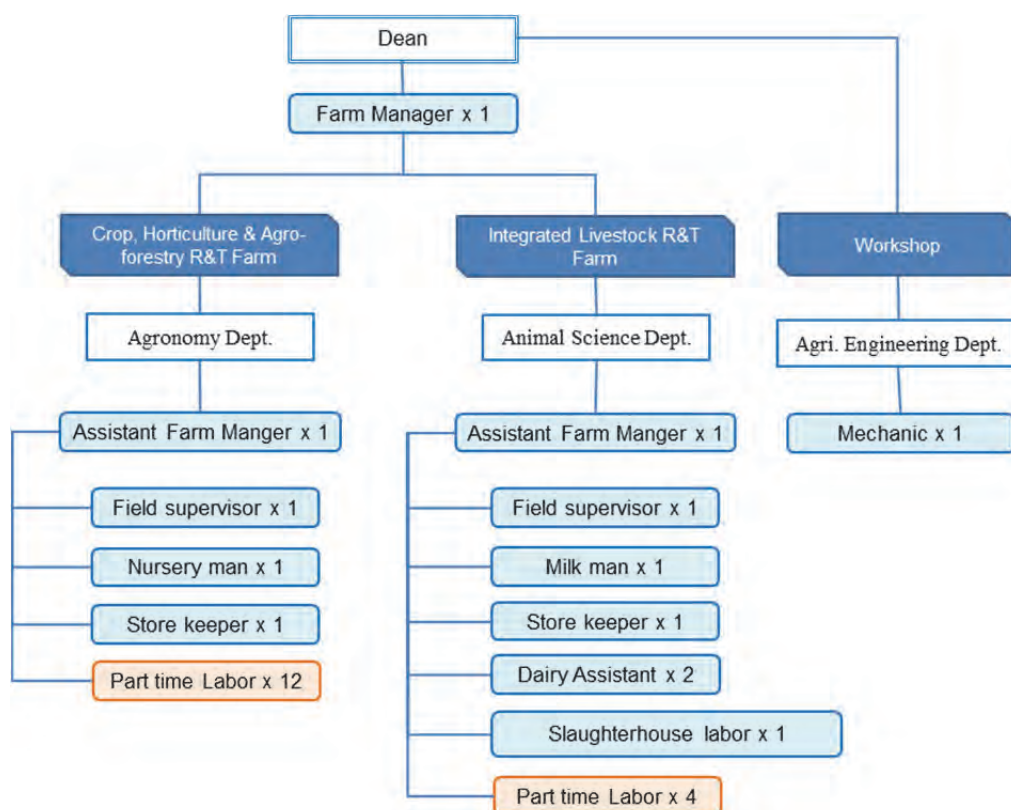 Dean
Farm Manager x 1
Crop, Horticulture & Agro-
forestry R&T Farm
Agronomy Dept.
Assistant Farm Manger x 1
Field supervisor x 1
Nursery man x 1
Store keeper x 1
Part time Labor x 12
Integrated Livestock R&T
Farm
Animal Science Dept.
Assistant Farm Manger x 1
Field supervisor x 1
Milk man x 1
Store keeper x 1
Dairy Assistant x 2
Slaughterhouse labor x 1
Part time Labor x 4
Workshop
Agri. Engineering Dept.
Mechanic x 1